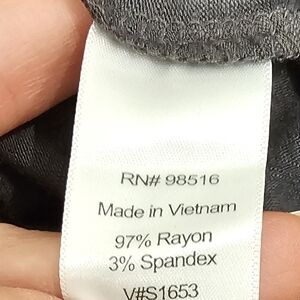 RN# 98516
Made in Vietnam
97% Rayon
3% Spandex
V#S1653